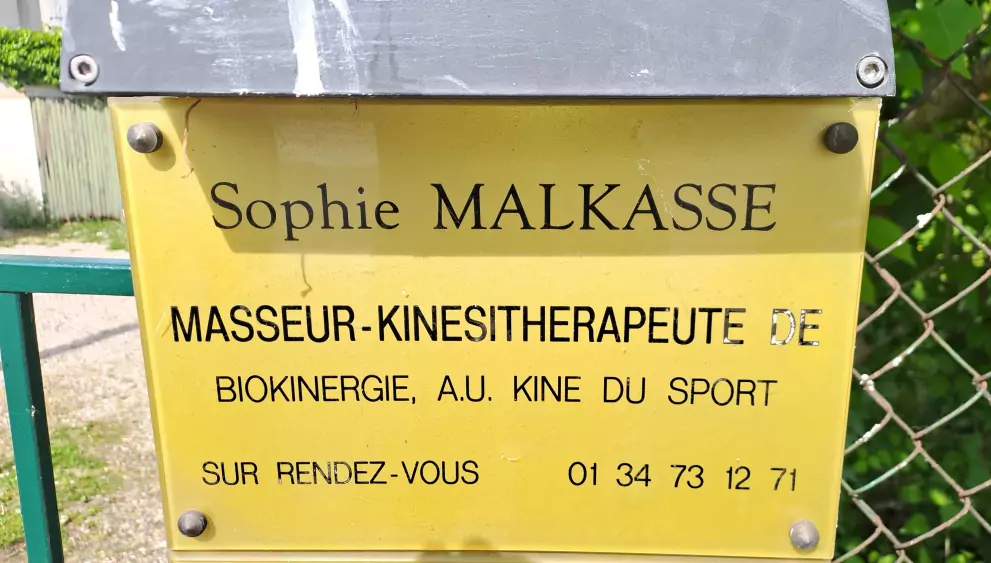 Sophie MALKASSE
MASSEUR-KINESITHERAPEUTE DE
BIOKINERGIE, A.U. KINE DU SPORT
SUR RENDEZ-VOUS 01 34 73 12 71